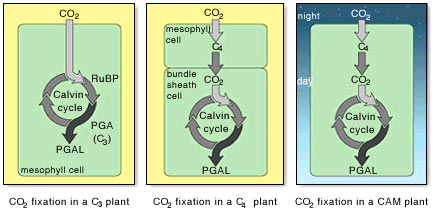 CO2
RuBP
Calvin
cycle
PGA
(C3)
PGAL
mesophyll cell
CO2 fixation in a C3 plant
CO2
mesophyll
cell
C4
bundle
sheath
cell
CO2
Calvin
cycle
PGAL
CO2 fixation in a C4 plant
night
CO2
C4
day
CO2
Calvin
cycle
PGAL
CO2 fixation in a CAM plant